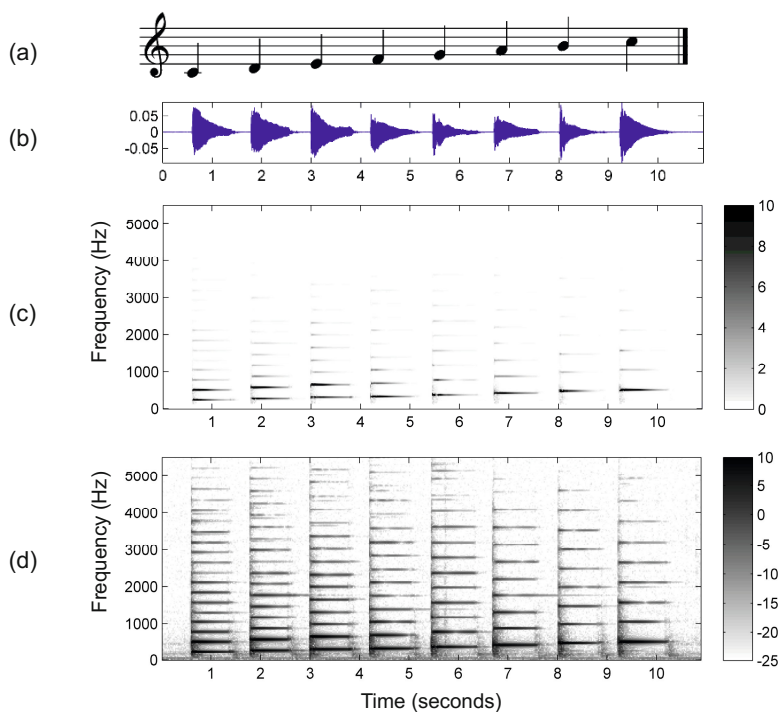 (a)
(b)
0.05
0
-0.05
0 1 2 3 4 5 6 7 8 9 10
(c)
Frequency (Hz)
5000
4000
3000
2000
1000
0
1 2 3 4 5 6 7 8 9 10
10
8
6
4
2
0
(d)
Frequency (Hz)
5000
4000
3000
2000
1000
0
1 2 3 4 5 6 7 8 9 10
10
5
0
-5
-10
-15
-20
-25
Time (seconds)